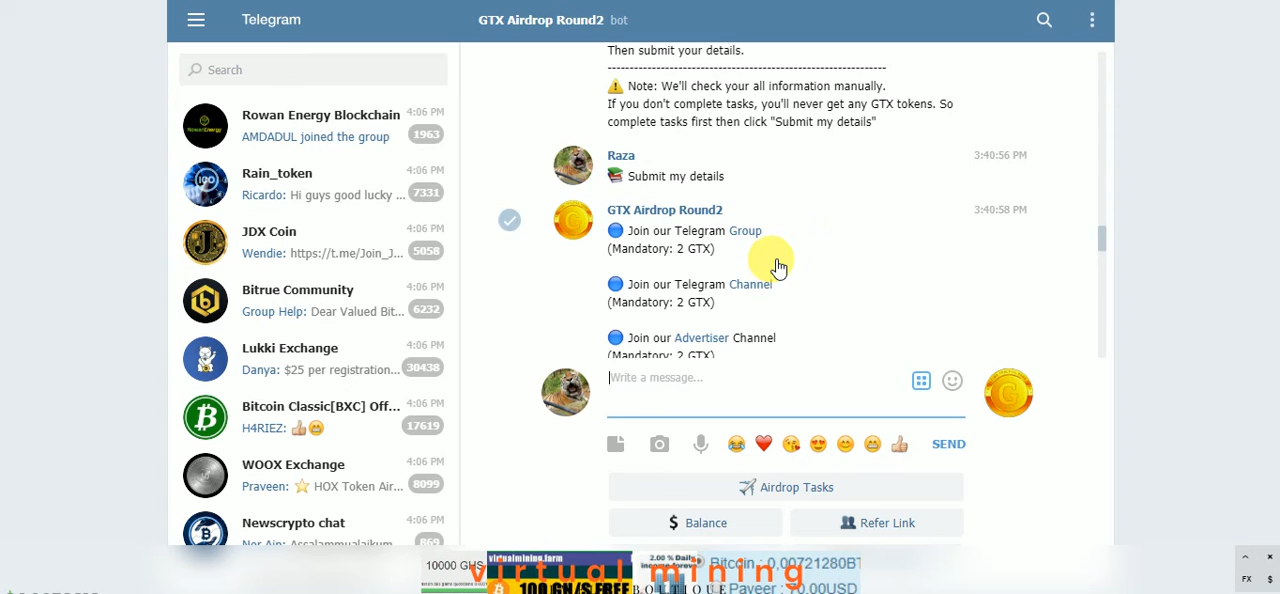 Telegram
GTX Airdrop Round2 bot
Search
Rowan Energy Blockchain 4:06 PM
AMDADUL joined the group 1963
Rain_token 4:06 PM
Ricardo: Hi guys good lucky ... 7331
JDX Coin 4:06 PM
Wendie: https://t.me/Join_J... 5058
Bitrue Community 4:06 PM
Group Help: Dear Valued Bit... 6232
Lukki Exchange 4:06 PM
Danya: $25 per registration... 30438
Bitcoin Classic[BXC] Off... 4:06 PM
H4RIEZ: 👍😁 17619
WOOX Exchange 4:06 PM
Praveen: ⭐ HOX Token Air... 8099
Newscrypto chat 4:06 PM
Nor Ain: Assalammualaikum 869
Then submit your details.
---------------------------------------------------------------
⚠️ Note: We'll check your all information manually.
If you don't complete tasks, you'll never get any GTX tokens. So
complete tasks first then click "Submit my details"
Raza 3:40:56 PM
📚 Submit my details
GTX Airdrop Round2 3:40:58 PM
🔵 Join our Telegram Group
(Mandatory: 2 GTX)
🔵 Join our Telegram Channel
(Mandatory: 2 GTX)
🔵 Join our Advertiser Channel
(Mandatory: 2 GTX)
Write a message...
SEND
Airdrop Tasks
$ Balance
Refer Link
10000 GHS
virtualmining.farm
100 GH/S FREE
2.00 % Daily
income forever
Bitcoin : 0,00721280BT
Payeer : 70.00USD
virtual mining
BOUTIQUE
FX $